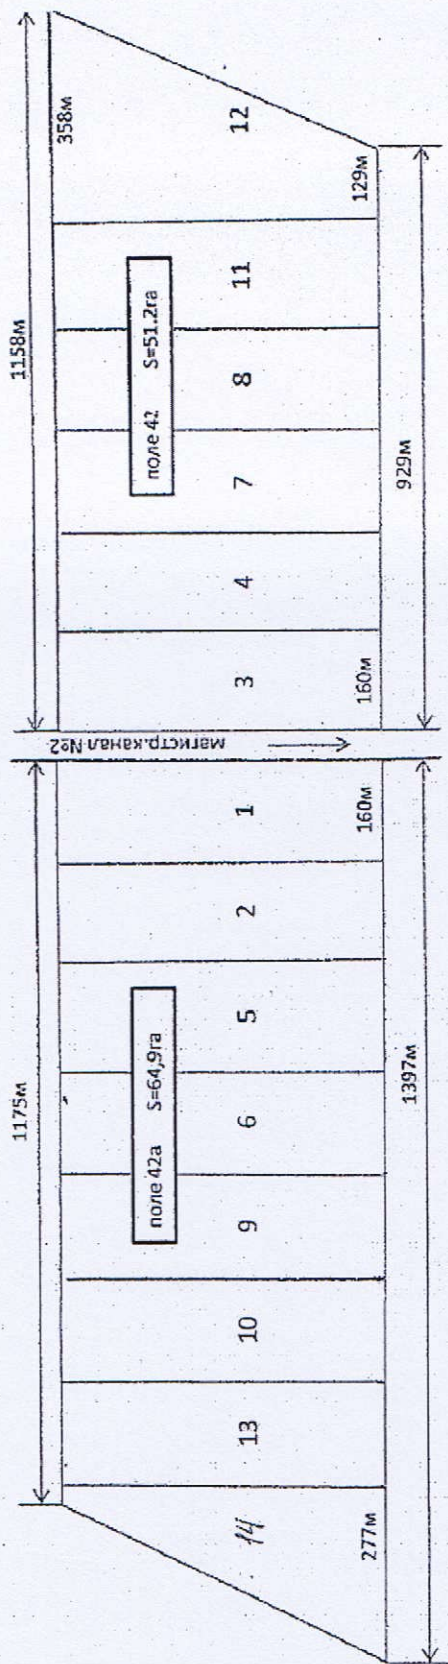 1175м
1158м
358м
поле 42а S=64,9га
поле 42 S=51.2га
магистр.канал №2
14
13
10
9
6
5
2
1
3
4
7
8
11
12
277м
160м
160м
129м
1397м
929м